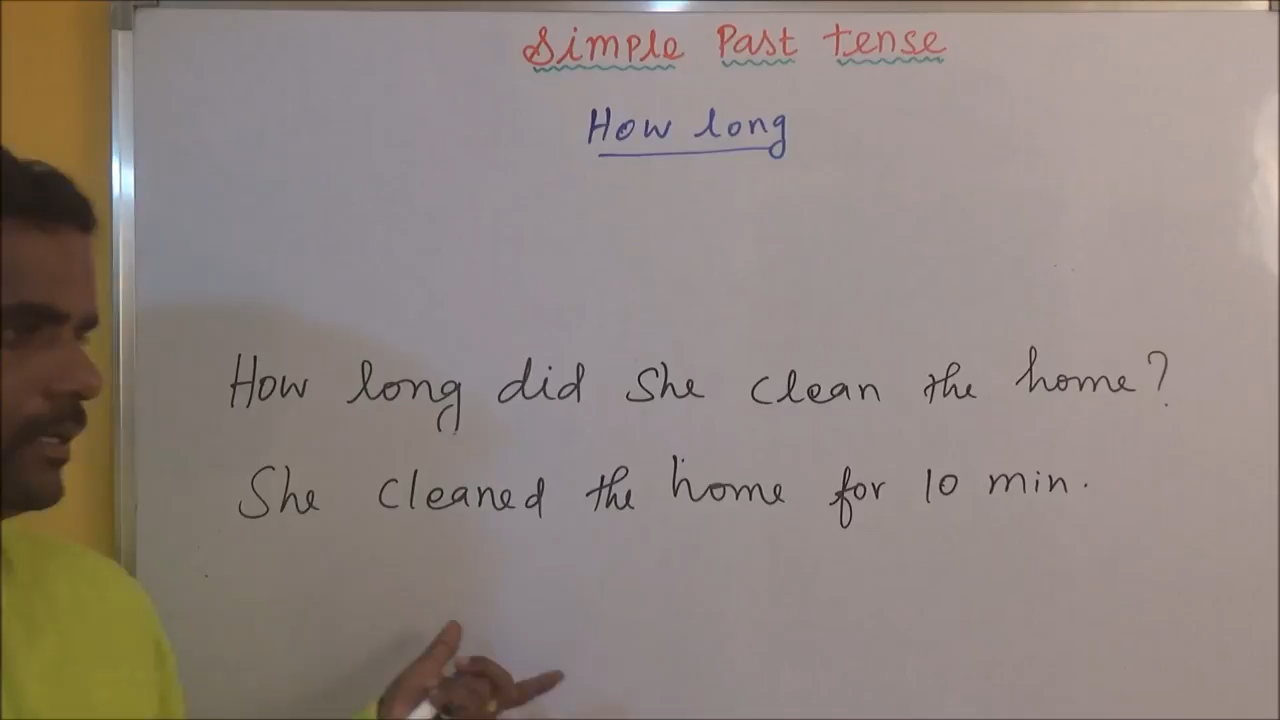 Simple Past tense
How long
How long did She clean the home?
She cleaned the home for 10 min.